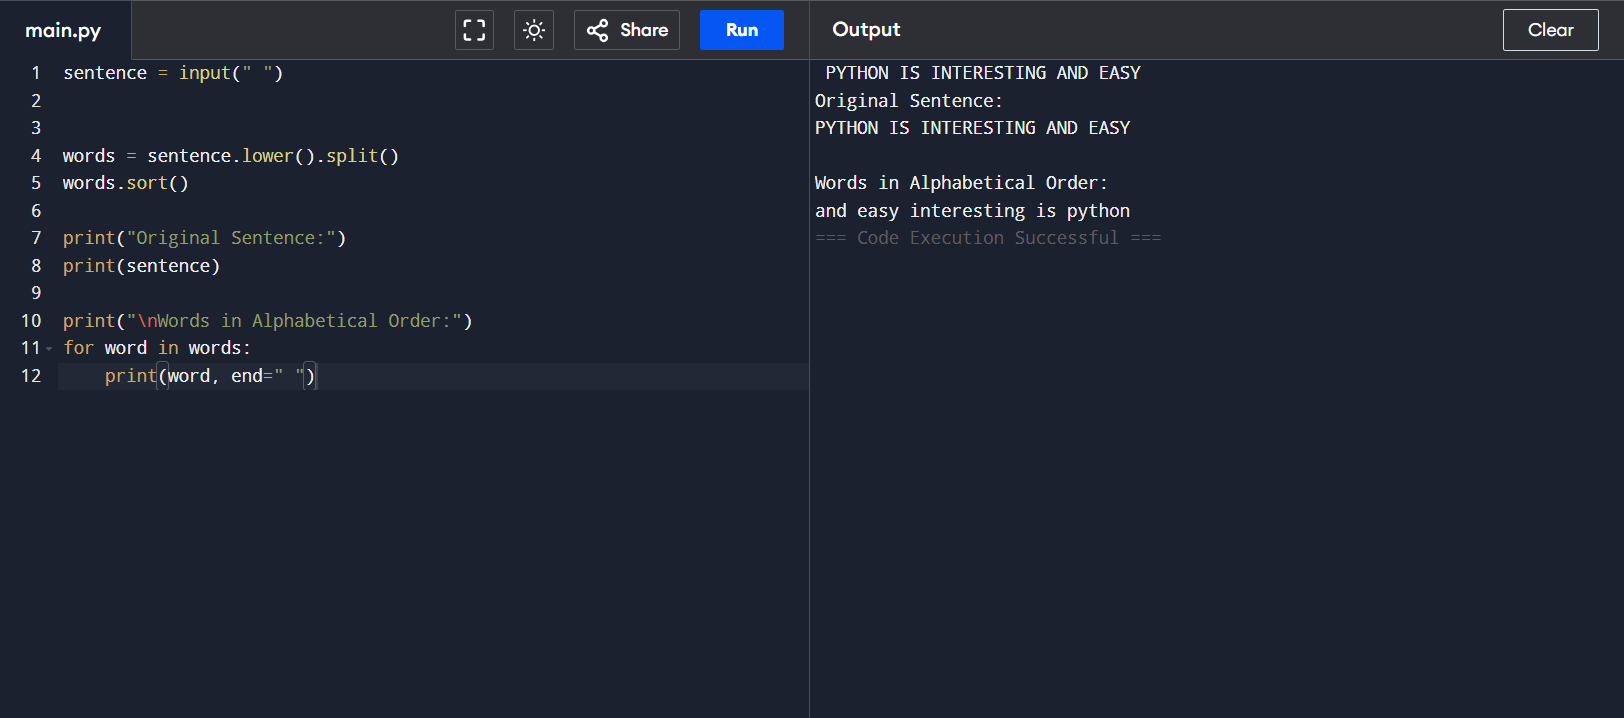 main.py
Share
Run
Output
Clear
1 sentence = input(" ")
2
3
4 words = sentence.lower().split()
5 words.sort()
6
7 print("Original Sentence:")
8 print(sentence)
9
10 print("\nWords in Alphabetical Order:")
11 for word in words:
12     print(word, end=" ")
PYTHON IS INTERESTING AND EASY
Original Sentence:
PYTHON IS INTERESTING AND EASY

Words in Alphabetical Order:
and easy interesting is python
=== Code Execution Successful ===